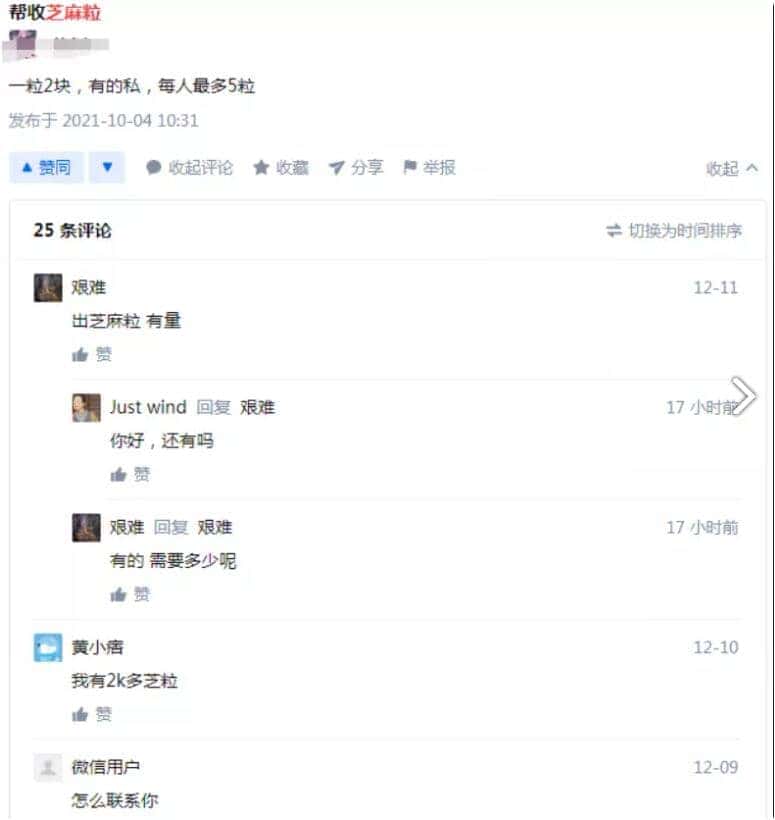 帮收芝麻粒
一粒2块，有的私，每人最多5粒
发布于 2021-10-04 10:31
赞同 收起评论 收藏 分享 举报 收起
25 条评论 切换为时间排序
艰难 12-11
出芝麻粒 有量
赞
Just wind 回复 艰难 17 小时前
你好，还有吗
赞
艰难 回复 艰难 17 小时前
有的 需要多少呢
赞
黄小痞 12-10
我有2k多芝粒
赞
微信用户 12-09
怎么联系你